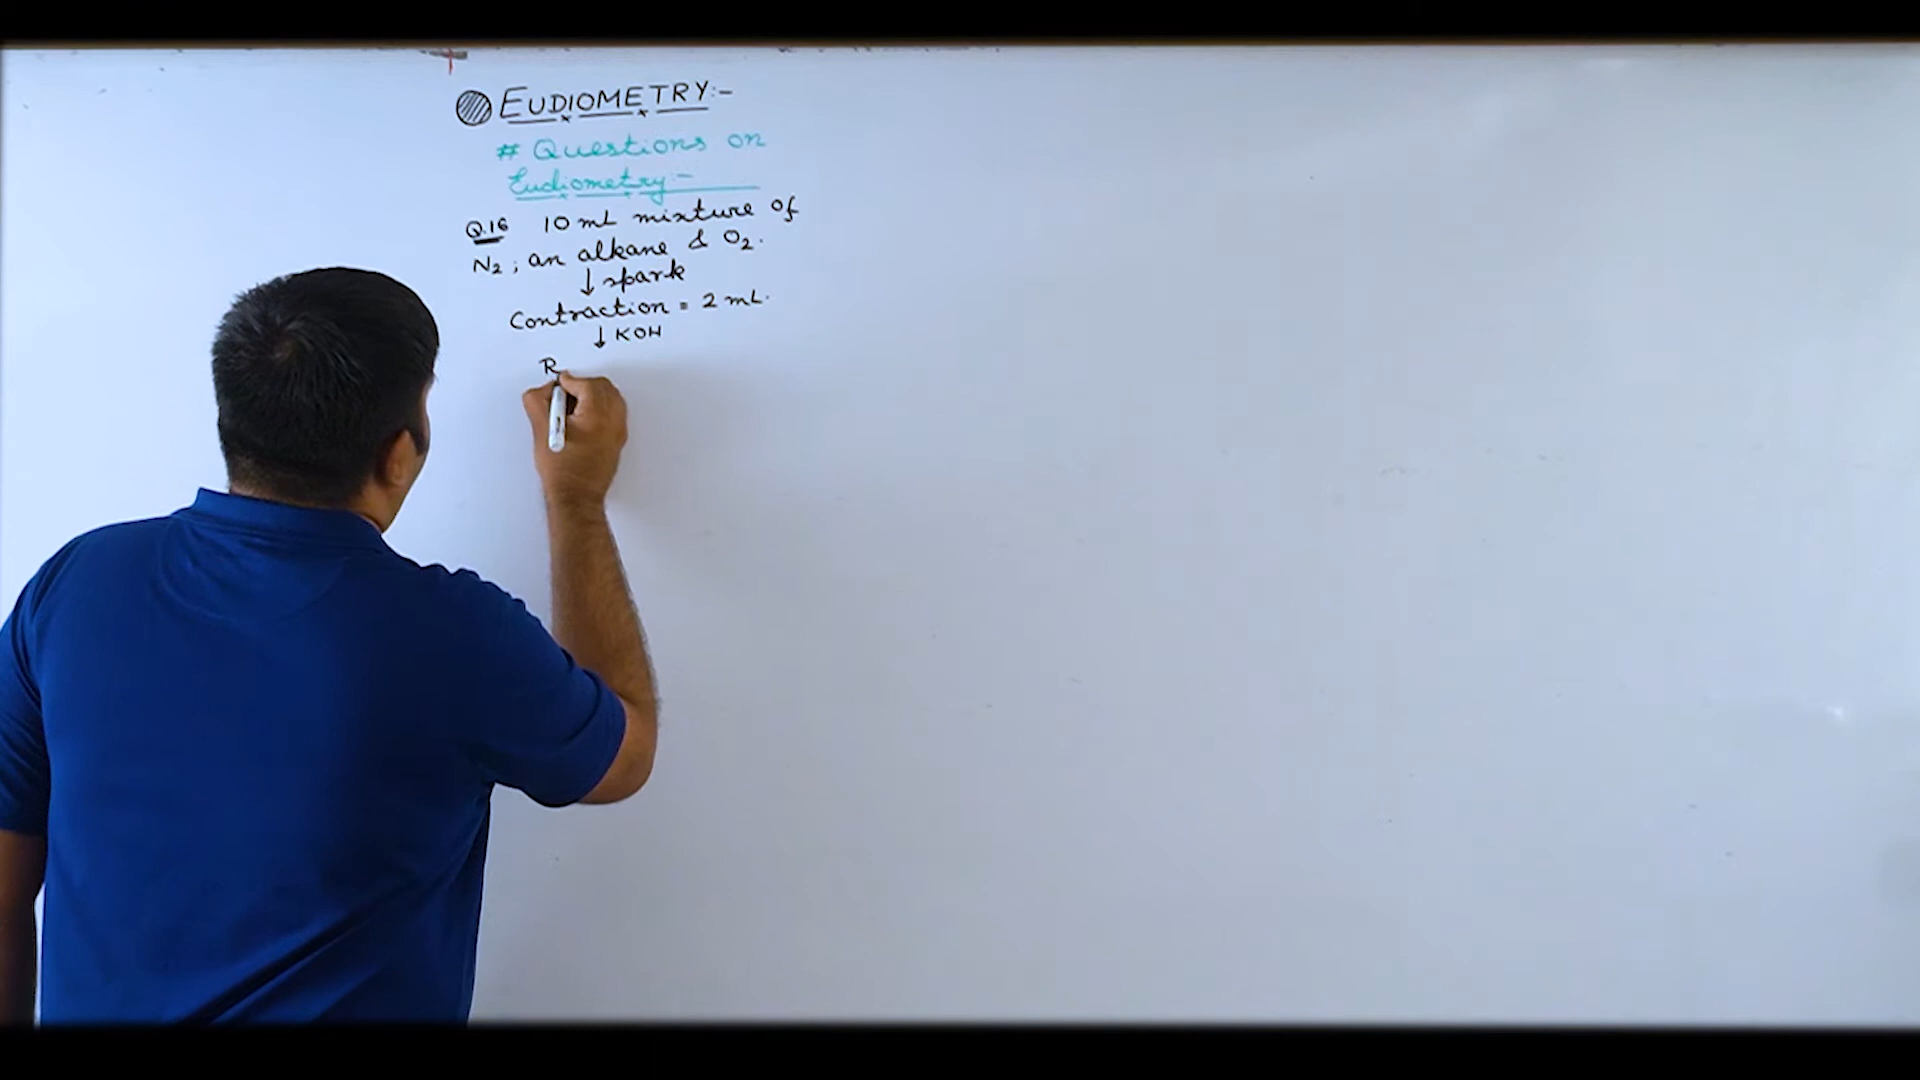 EUDIOMETRY:-
# Questions on
Eudiometry:-
Q.16 10 mL mixture of
N2 ; an alkane & O2.
↓ spark
Contraction = 2 mL.
↓ KOH
R